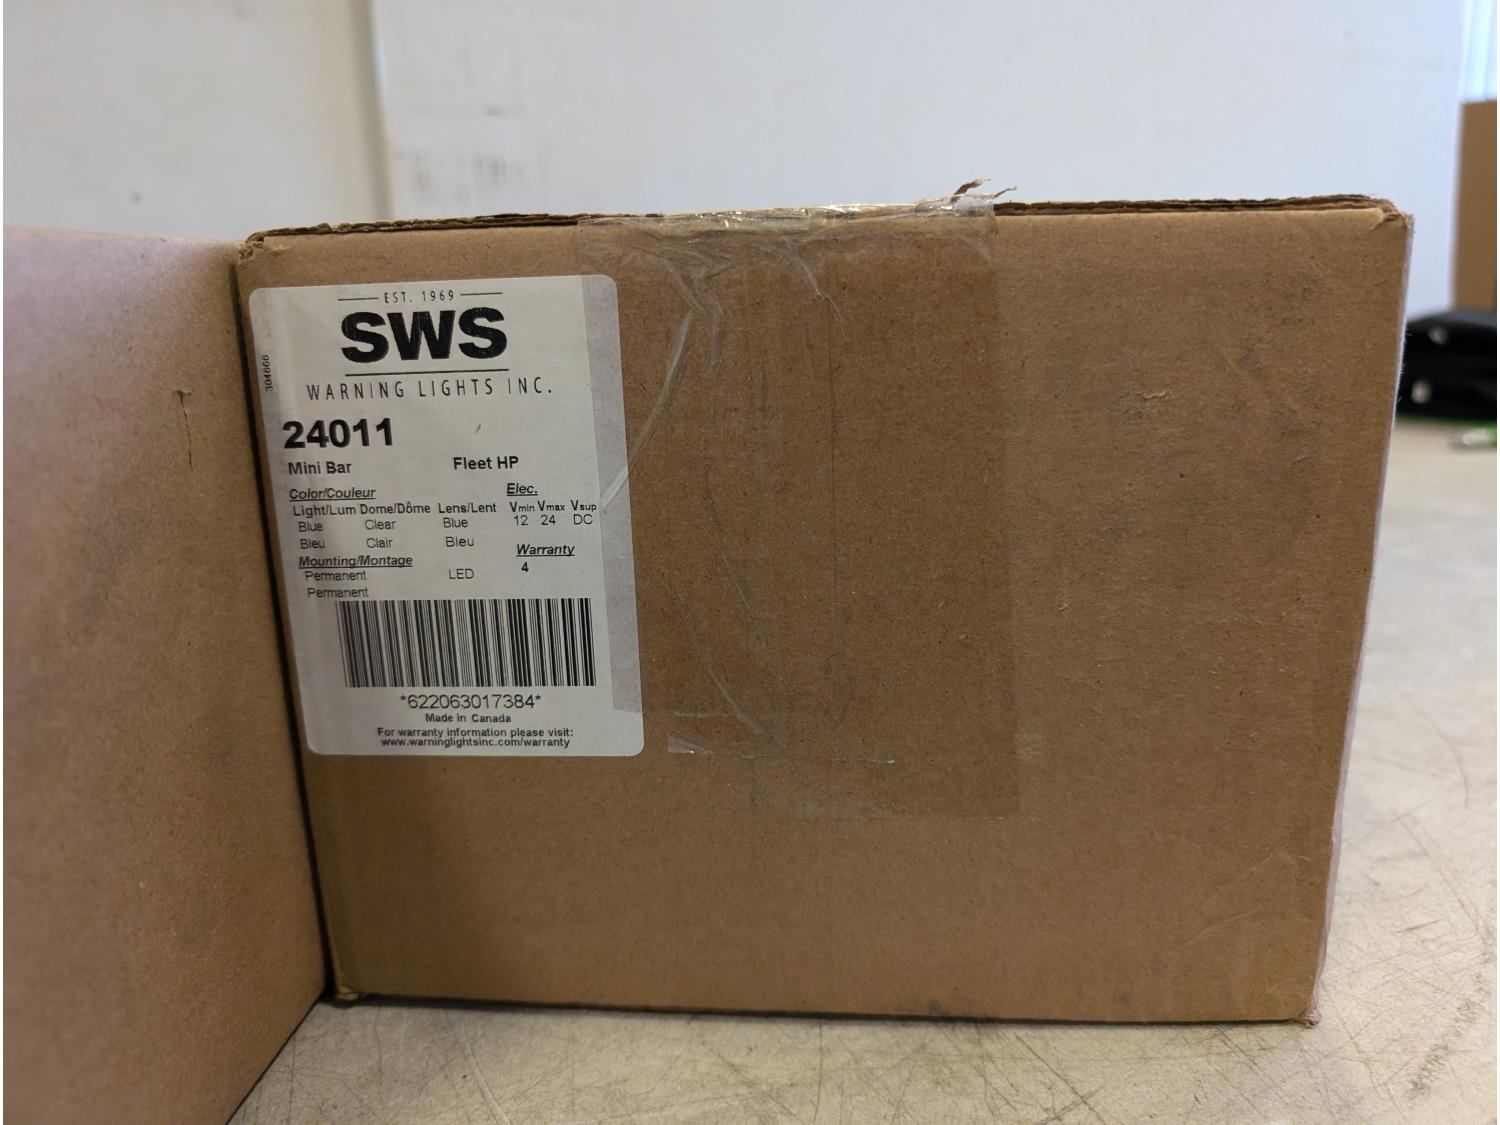 EST. 1969
SWS
WARNING LIGHTS INC.
304666
24011
Mini Bar Fleet HP
Color/Couleur Elec.
Light/Lum Dome/Dôme Lens/Lent Vmin Vmax Vsup
Blue Clear Blue 12 24 DC
Bleu Clair Bleu
Warranty
Mounting/Montage 4
Permanent LED
Permanent
*622063017384*
Made in Canada
For warranty information please visit:
www.warninglightsinc.com/warranty